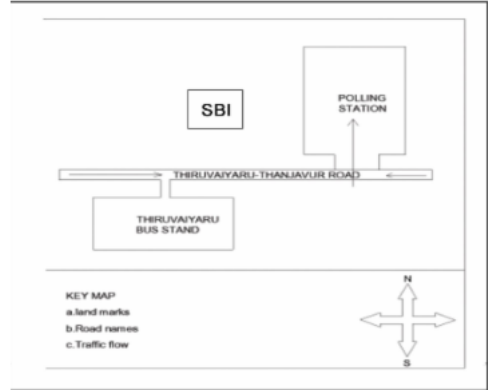 SBI
POLLING
STATION
THIRUVAIYARU-THANJAVUR ROAD
THIRUVAIYARU
BUS STAND
KEY MAP
a.land marks
b.Road names
c.Traffic flow
N
S